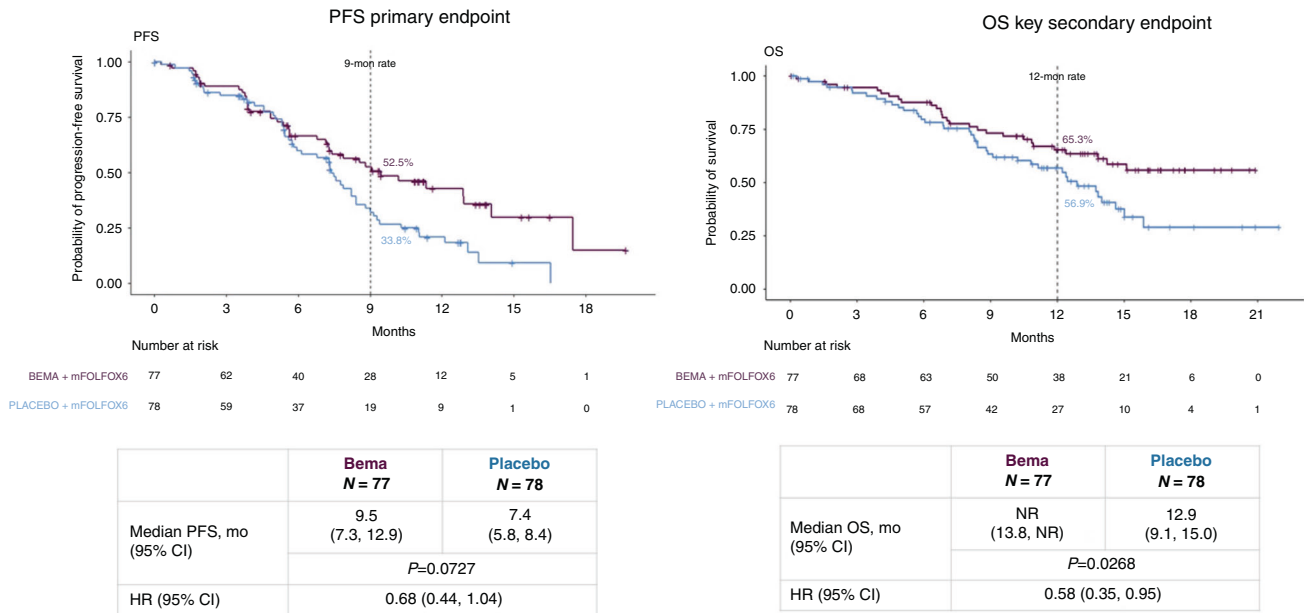 PFS primary endpoint
PFS
9-mon rate
1.00
0.75
0.50
0.25
0.00
Probability of progression-free survival
52.5%
33.8%
0 3 6 9 12 15 18
Months
Number at risk
BEMA + mFOLFOX6 77 62 40 28 12 5 1
PLACEBO + mFOLFOX6 78 59 37 19 9 1 0
Bema Placebo
N = 77 N = 78
Median PFS, mo
(95% CI)
9.5 7.4
(7.3, 12.9) (5.8, 8.4)
P=0.0727
HR (95% CI) 0.68 (0.44, 1.04)
OS key secondary endpoint
OS
12-mon rate
1.00
0.75
0.50
0.25
0.00
Probability of survival
65.3%
56.9%
0 3 6 9 12 15 18 21
Months
Number at risk
BEMA + mFOLFOX6 77 68 63 50 38 21 6 0
PLACEBO + mFOLFOX6 78 68 57 42 27 10 4 1
Bema Placebo
N = 77 N = 78
Median OS, mo
(95% CI)
NR 12.9
(13.8, NR) (9.1, 15.0)
P=0.0268
HR (95% CI) 0.58 (0.35, 0.95)